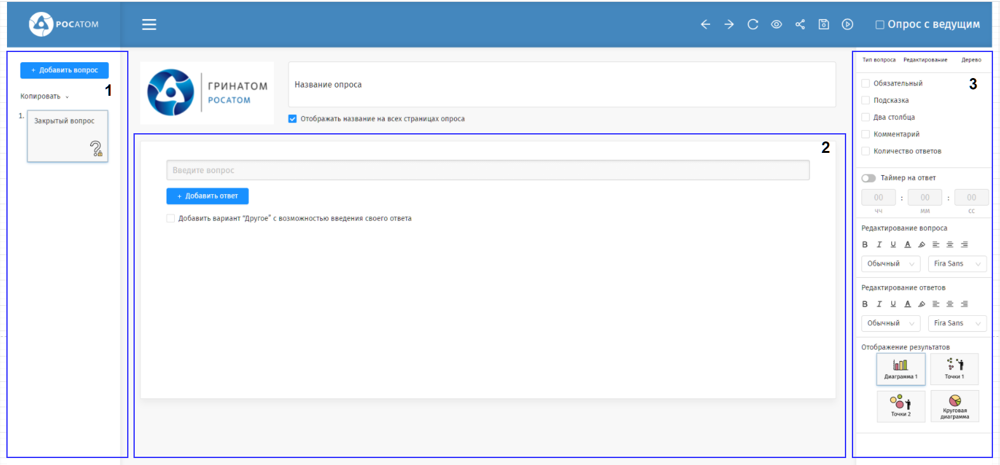 РОСАТОМ
Опрос с ведущим
+ Добавить вопрос
1
Копировать
1.
Закрытый вопрос
ГРИНАТОМ
РОСАТОМ
Название опроса
Отображать название на всех страницах опроса
2
Введите вопрос
+ Добавить ответ
Добавить вариант “Другое” с возможностью введения своего ответа
Тип вопроса Редактирование Дерево
3
Обязательный
Подсказка
Два столбца
Комментарий
Количество ответов
Таймер на ответ
00 : 00 : 00
чч мм сс
Редактирование вопроса
B I U A
Обычный Fira Sans
Редактирование ответов
B I U A
Обычный Fira Sans
Отображение результатов
Диаграмма 1 Точки 1
Точки 2
Круговая
диаграмма